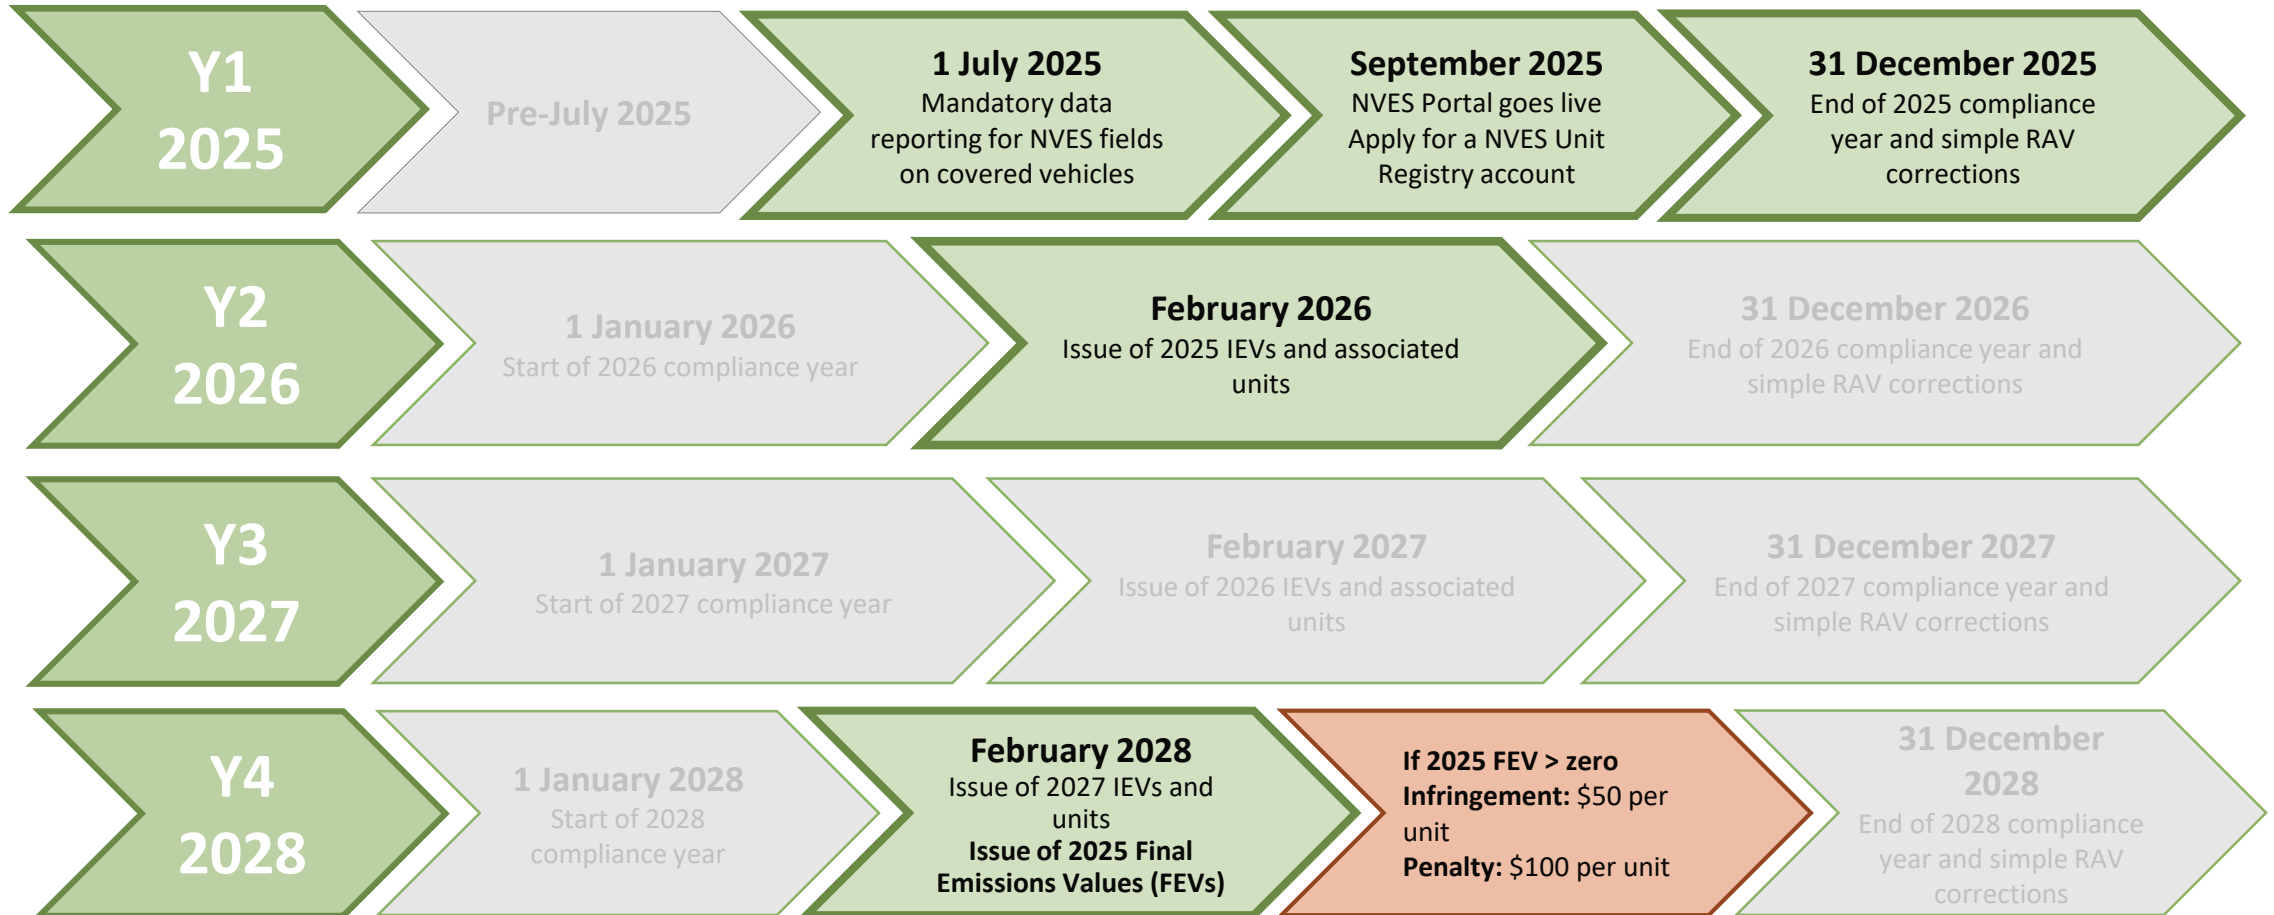 Y1
2025
Pre-July 2025
1 July 2025
Mandatory data
reporting for NVES fields
on covered vehicles
September 2025
NVES Portal goes live
Apply for a NVES Unit
Registry account
31 December 2025
End of 2025 compliance
year and simple RAV
corrections
Y2
2026
1 January 2026
Start of 2026 compliance year
February 2026
Issue of 2025 IEVs and associated
units
31 December 2026
End of 2026 compliance year and
simple RAV corrections
Y3
2027
1 January 2027
Start of 2027 compliance year
February 2027
Issue of 2026 IEVs and associated
units
31 December 2027
End of 2027 compliance year and
simple RAV corrections
Y4
2028
1 January 2028
Start of 2028
compliance year
February 2028
Issue of 2027 IEVs and
units
Issue of 2025 Final
Emissions Values (FEVs)
If 2025 FEV > zero
Infringement: $50 per
unit
Penalty: $100 per unit
31 December
2028
End of 2028 compliance
year and simple RAV
corrections